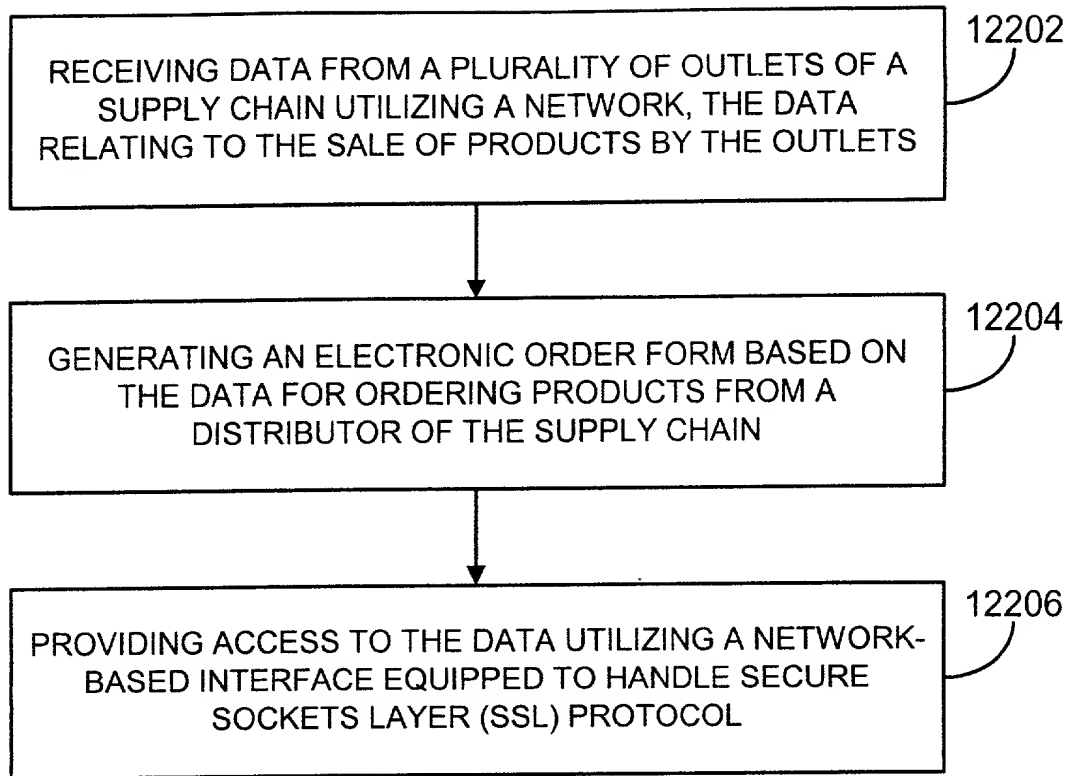 12202
RECEIVING DATA FROM A PLURALITY OF OUTLETS OF A
SUPPLY CHAIN UTILIZING A NETWORK, THE DATA
RELATING TO THE SALE OF PRODUCTS BY THE OUTLETS
12204
GENERATING AN ELECTRONIC ORDER FORM BASED ON
THE DATA FOR ORDERING PRODUCTS FROM A
DISTRIBUTOR OF THE SUPPLY CHAIN
12206
PROVIDING ACCESS TO THE DATA UTILIZING A NETWORK-
BASED INTERFACE EQUIPPED TO HANDLE SECURE
SOCKETS LAYER (SSL) PROTOCOL